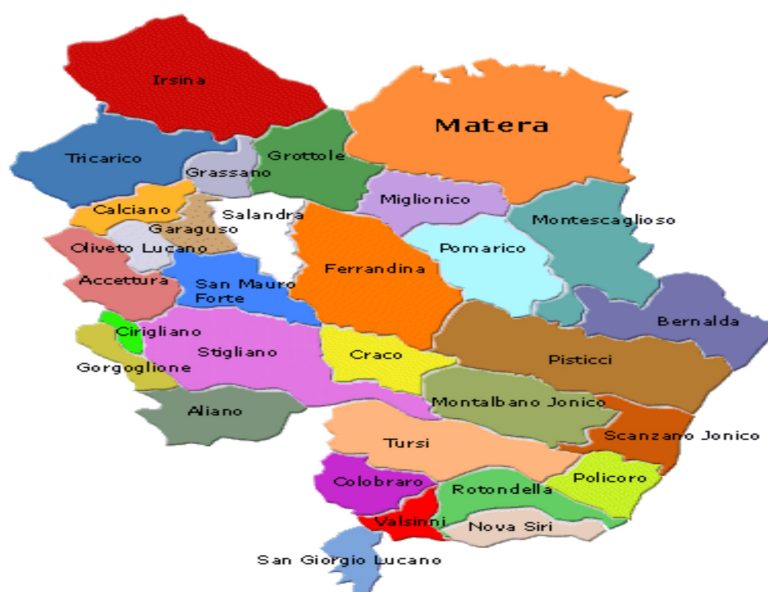 Irsina
Matera
Tricarico
Grassano
Grottole
Calciano
Garaguso
Salandra
Miglionico
Montescaglioso
Oliveto Lucano
Pomarico
Accettura
San Mauro
Forte
Ferrandina
Cirigliano
Bernalda
Gorgoglione
Stigliano
Craco
Pisticci
Aliano
Montalbano Jonico
Tursi
Scanzano Jonico
Colobraro
Rotondella
Policoro
Valsinni
Nova Siri
San Giorgio Lucano